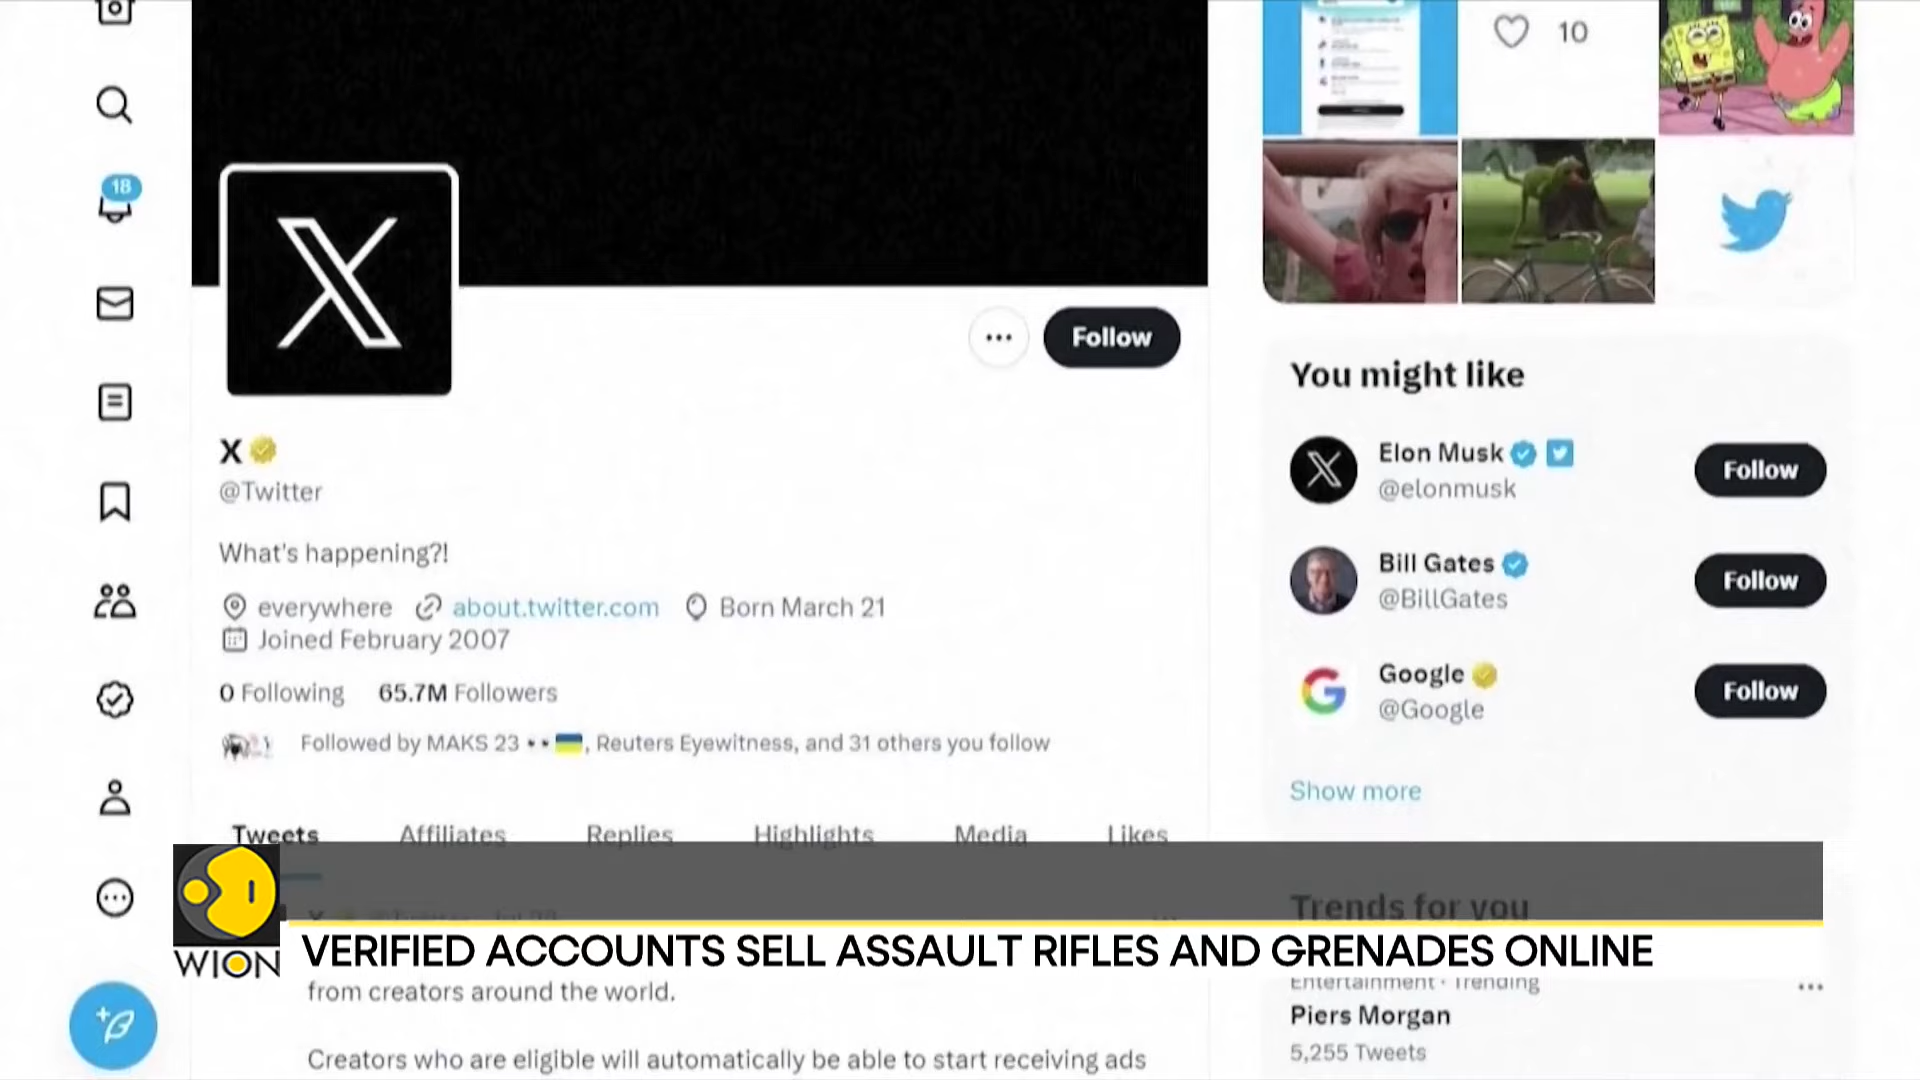 18
X
@Twitter
What's happening?!
everywhere about.twitter.com Born March 21
Joined February 2007
0 Following 65.7M Followers
Followed by MAKS 23 👀🇺🇦, Reuters Eyewitness, and 31 others you follow
Tweets Affiliates Replies Highlights Media Likes
Follow
10
You might like
Elon Musk
@elonmusk
Follow
Bill Gates
@BillGates
Follow
Google
@Google
Follow
Show more
Trends for you
WION
VERIFIED ACCOUNTS SELL ASSAULT RIFLES AND GRENADES ONLINE
from creators around the world.
Creators who are eligible will automatically be able to start receiving ads
Entertainment · Trending
Piers Morgan
5,255 Tweets